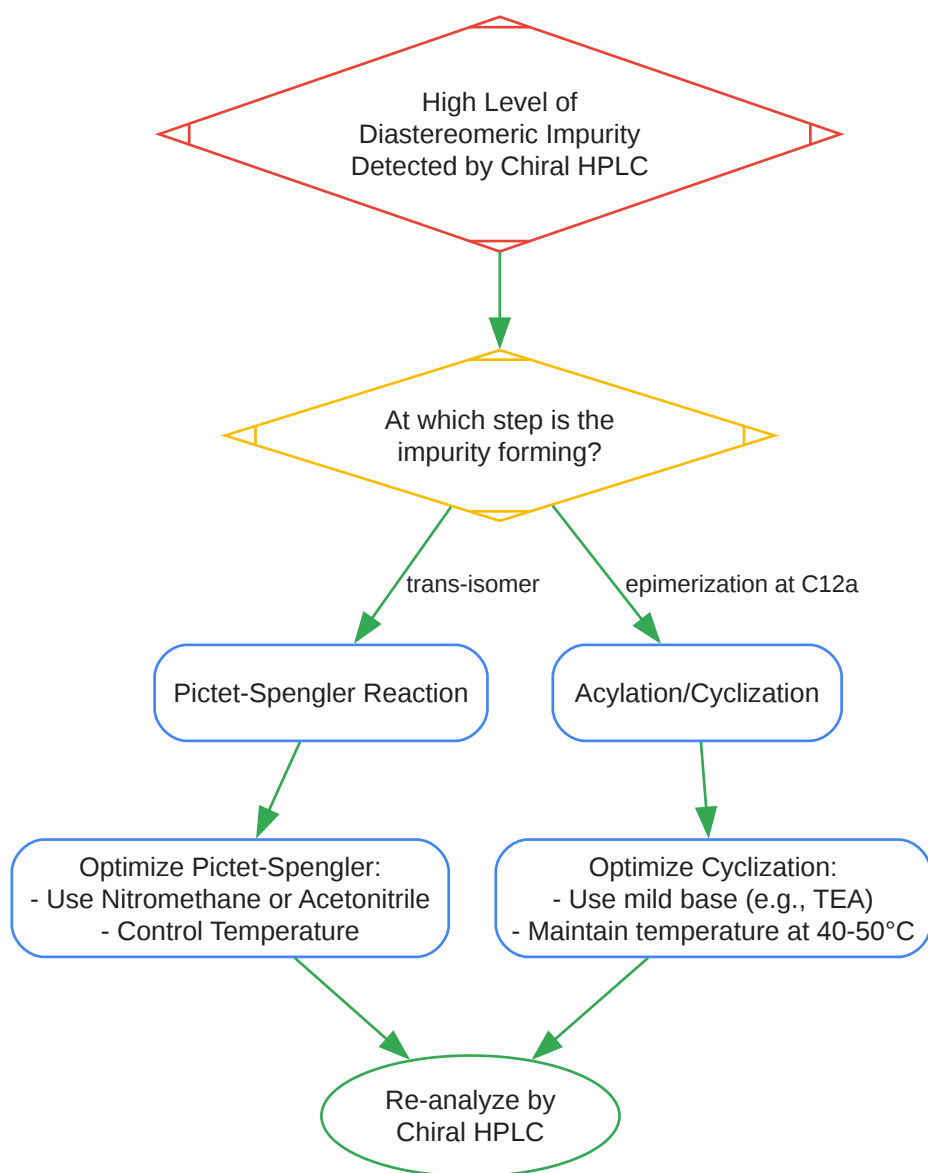 High Level of
Diastereomeric Impurity
Detected by Chiral HPLC
At which step is the
impurity forming?
trans-isomer
epimerization at C12a
Pictet-Spengler Reaction
Acylation/Cyclization
Optimize Pictet-Spengler:
- Use Nitromethane or Acetonitrile
- Control Temperature
Optimize Cyclization:
- Use mild base (e.g., TEA)
- Maintain temperature at 40-50°C
Re-analyze by
Chiral HPLC